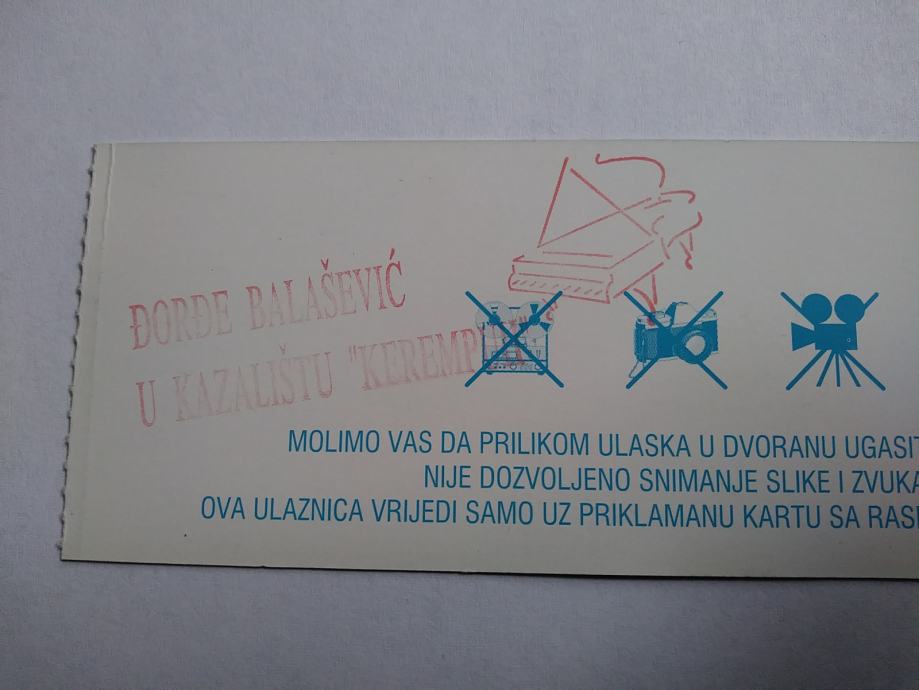 ĐORĐE BALAŠEVIĆ
U KAZALIŠTU "KEREMPUH"
MOLIMO VAS DA PRILIKOM ULASKA U DVORANU UGASIT
NIJE DOZVOLJENO SNIMANJE SLIKE I ZVUKA
OVA ULAZNICA VRIJEDI SAMO UZ PRIKLAMANU KARTU SA RAS